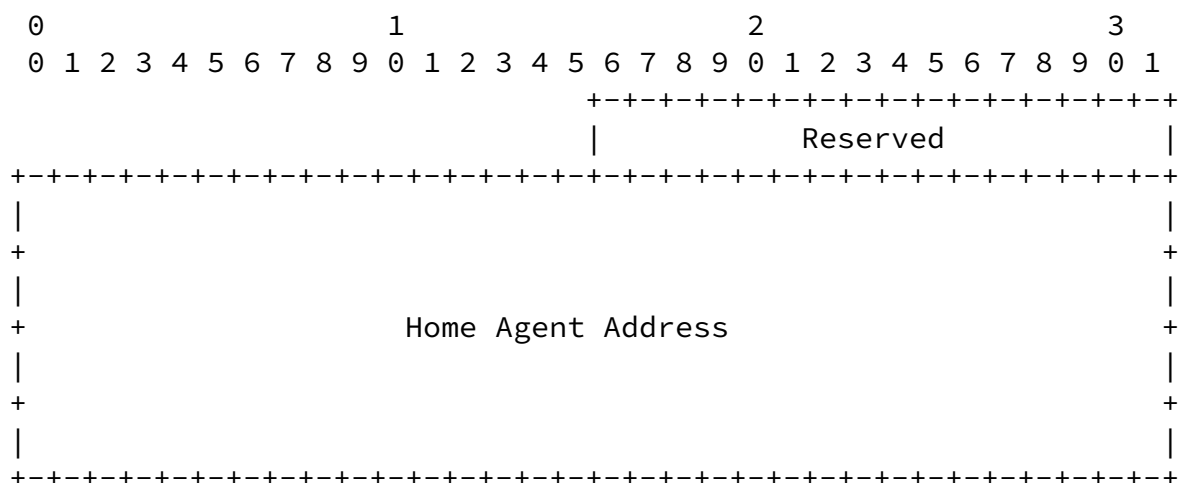 0                   1                   2                   3
 0 1 2 3 4 5 6 7 8 9 0 1 2 3 4 5 6 7 8 9 0 1 2 3 4 5 6 7 8 9 0 1
                                +-+-+-+-+-+-+-+-+-+-+-+-+-+-+-+-+
                                |           Reserved            |
+-+-+-+-+-+-+-+-+-+-+-+-+-+-+-+-+-+-+-+-+-+-+-+-+-+-+-+-+-+-+-+-+
|                                                               |
+                                                               +
|                                                               |
+                     Home Agent Address                        +
|                                                               |
+                                                               +
|                                                               |
+-+-+-+-+-+-+-+-+-+-+-+-+-+-+-+-+-+-+-+-+-+-+-+-+-+-+-+-+-+-+-+-+